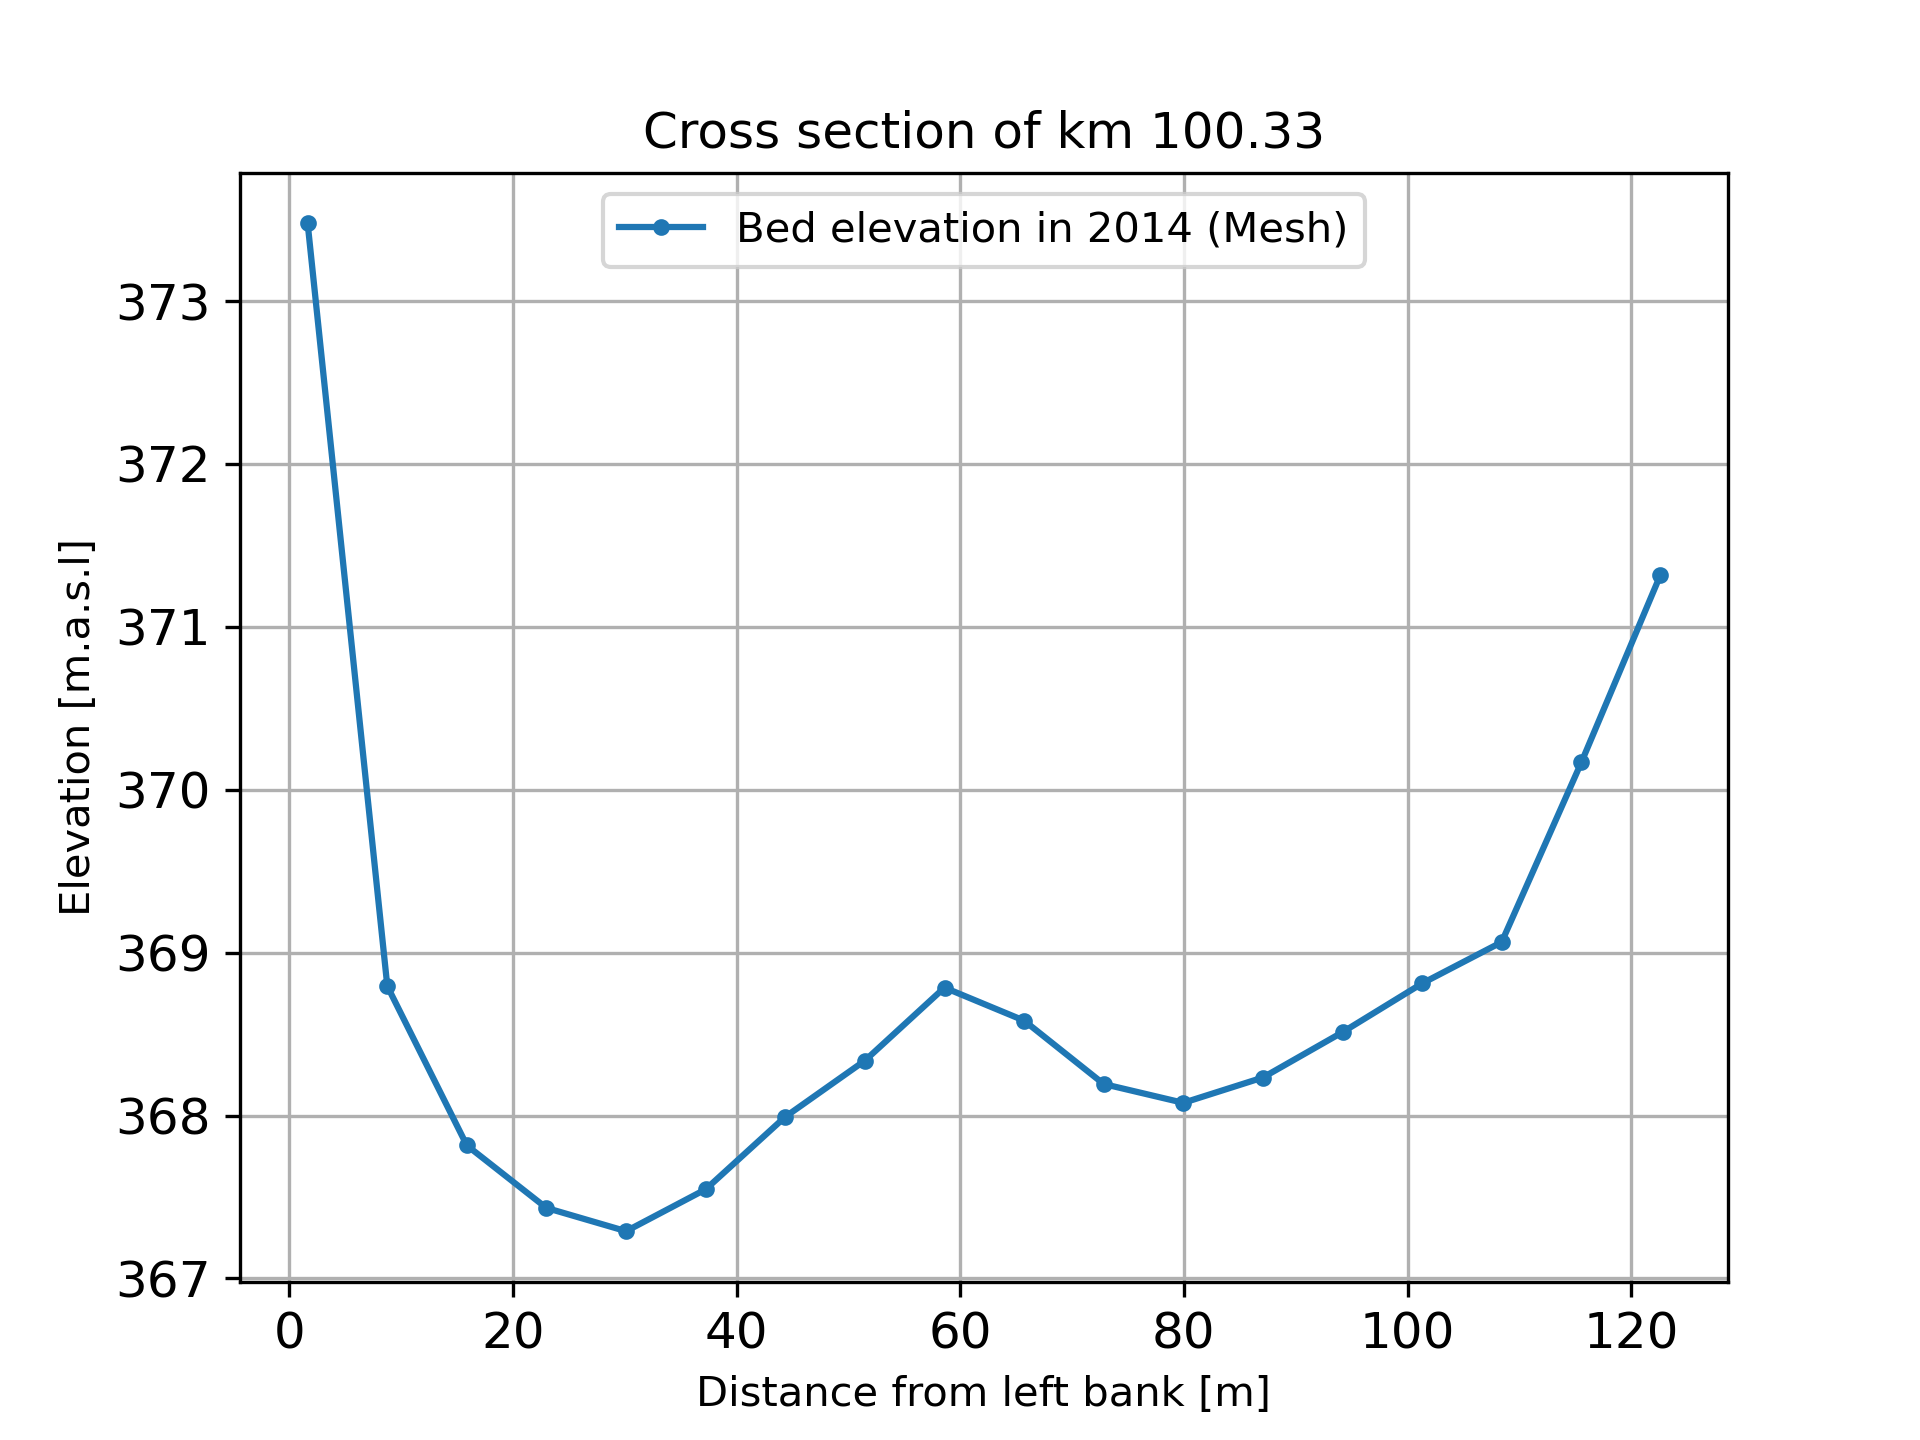 Cross section of km 100.33
Bed elevation in 2014 (Mesh)
373
372
371
370
369
368
367
Elevation [m.a.s.l]
0 20 40 60 80 100 120
Distance from left bank [m]